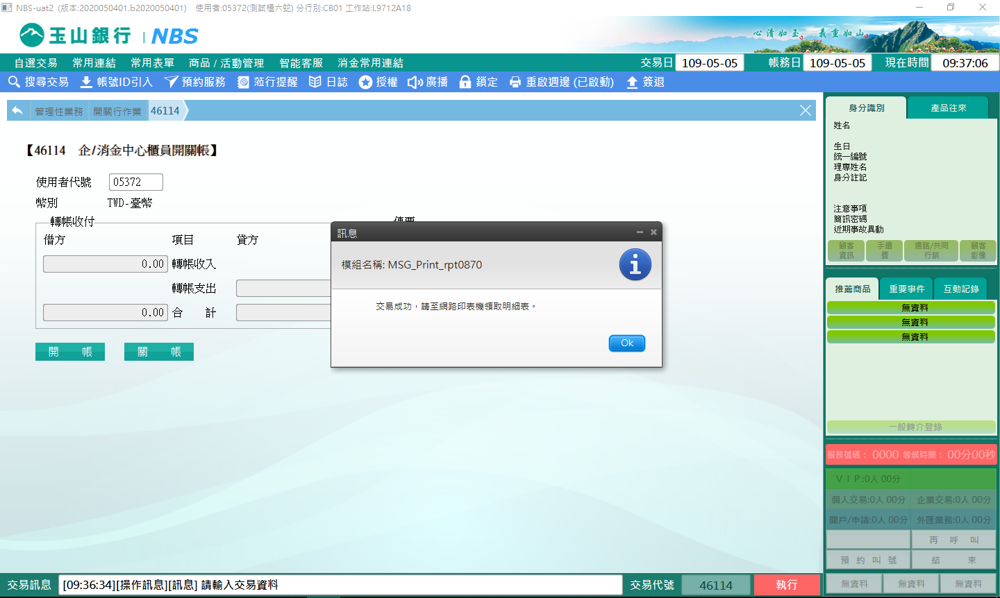 NBS-uat2 (版本:2020050401.b2020050401) 使用者:05372(測試櫃六蛇) 分行別:CB01 工作站:L9712A18
玉山銀行 | NBS
心清如玉。 義重如山。
自選交易 常用連結 常用表單 商品 / 活動管理 智能客服 消金常用連結 交易日 109-05-05 帳務日 109-05-05 現在時間 09:37:06
搜尋交易 帳號ID引入 預約服務 蒞行提醒 日誌 授權 廣播 鎖定 重啟週邊 (已啟動) 簽退
管理性業務 開關行作業 46114
【46114 企/消金中心櫃員開關帳】
使用者代號 05372
幣別 TWD-臺幣
轉帳收付
借方 項目 貸方
0.00 轉帳收入
轉帳支出
0.00 合 計
開 帳 關 帳
訊息
模組名稱: MSG_Print_rpt0870
交易成功，請至網路印表機領取明細表。
Ok
身分識別 產品往來
姓名
生日
統一編號
理專姓名
身分註記
注意事項
簡訊密碼
近期事故異動
顧客資訊 手續費 通路/共同行銷 顧客影像
推薦商品 重要事件 互動記錄
無資料
無資料
無資料
一般轉介登錄
服務號碼： 0000 等候時間： 00分00秒
ＶＩＰ:0人 00分
個人交易:0人 00分 企業交易:0人 00分
開戶/申請:0人 00分 外匯業務:0人 00分
再 呼 叫
預 約 叫 號 結 束
無資料 無資料 無資料
交易訊息 [09:36:34][操作訊息][訊息] 請輸入交易資料 交易代號 46114 執行